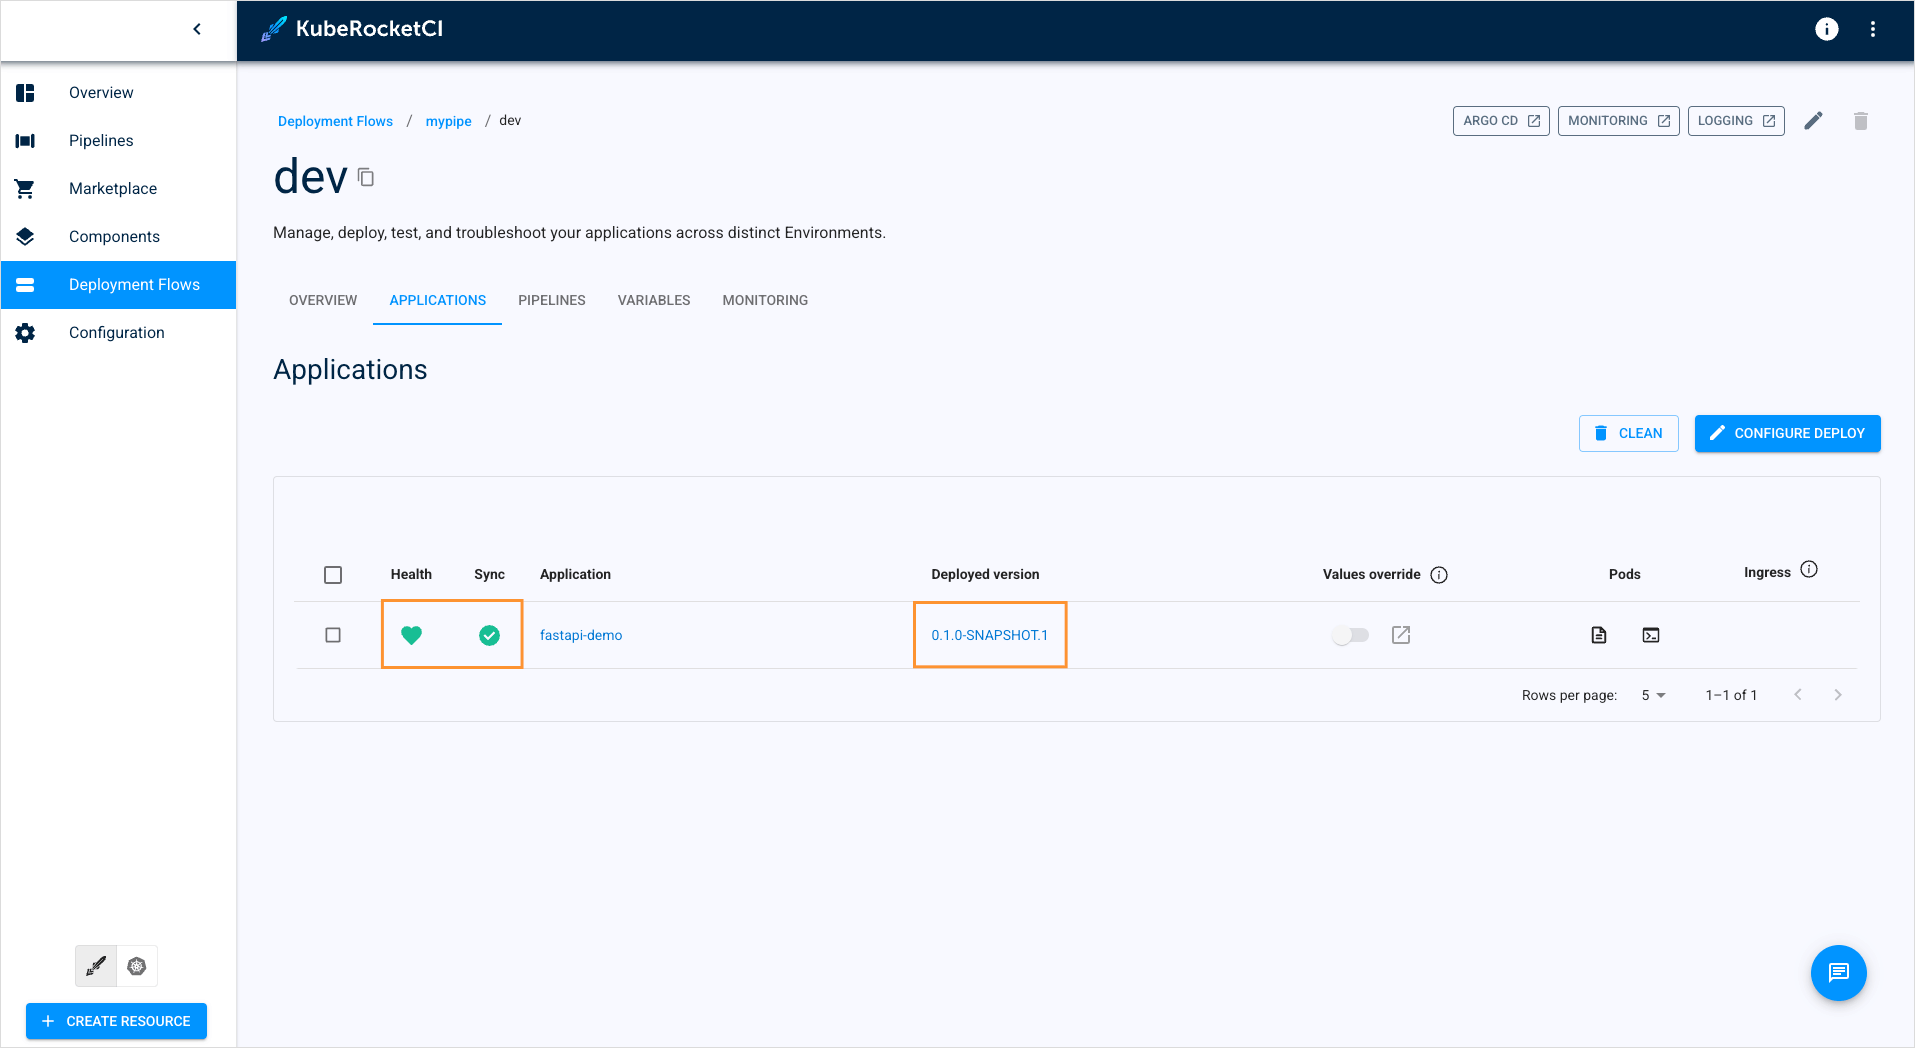 KubeRocketCI
Overview
Pipelines
Marketplace
Components
Deployment Flows
Configuration
CREATE RESOURCE
Deployment Flows / mypipe / dev
ARGO CD
MONITORING
LOGGING
dev
Manage, deploy, test, and troubleshoot your applications across distinct Environments.
OVERVIEW APPLICATIONS PIPELINES VARIABLES MONITORING
Applications
CLEAN
CONFIGURE DEPLOY
Health Sync Application Deployed version Values override Pods Ingress
fastapi-demo 0.1.0-SNAPSHOT.1
Rows per page: 5 1–1 of 1